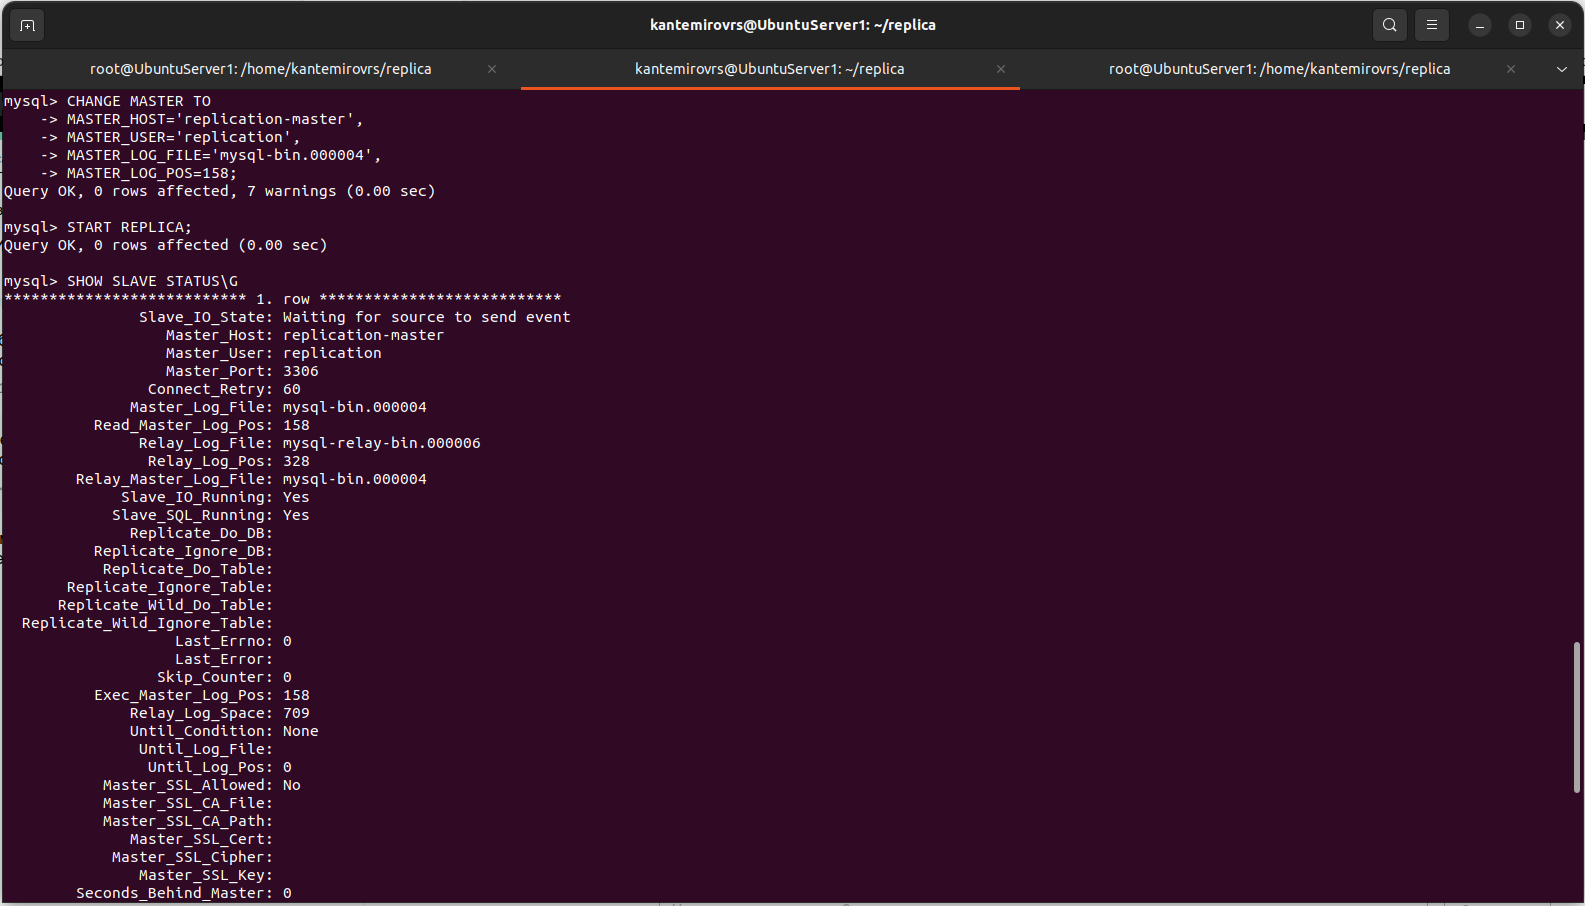 kantemirovrs@UbuntuServer1: ~/replica
root@UbuntuServer1: /home/kantemirovrs/replica
kantemirovrs@UbuntuServer1: ~/replica
root@UbuntuServer1: /home/kantemirovrs/replica
mysql> CHANGE MASTER TO
    -> MASTER_HOST='replication-master',
    -> MASTER_USER='replication',
    -> MASTER_LOG_FILE='mysql-bin.000004',
    -> MASTER_LOG_POS=158;
Query OK, 0 rows affected, 7 warnings (0.00 sec)
mysql> START REPLICA;
Query OK, 0 rows affected (0.00 sec)
mysql> SHOW SLAVE STATUS\G
*************************** 1. row ***************************
               Slave_IO_State: Waiting for source to send event
                  Master_Host: replication-master
                  Master_User: replication
                  Master_Port: 3306
                Connect_Retry: 60
              Master_Log_File: mysql-bin.000004
          Read_Master_Log_Pos: 158
               Relay_Log_File: mysql-relay-bin.000006
                Relay_Log_Pos: 328
        Relay_Master_Log_File: mysql-bin.000004
             Slave_IO_Running: Yes
            Slave_SQL_Running: Yes
              Replicate_Do_DB:
          Replicate_Ignore_DB:
           Replicate_Do_Table:
       Replicate_Ignore_Table:
      Replicate_Wild_Do_Table:
  Replicate_Wild_Ignore_Table:
                   Last_Errno: 0
                   Last_Error:
                 Skip_Counter: 0
          Exec_Master_Log_Pos: 158
              Relay_Log_Space: 709
              Until_Condition: None
               Until_Log_File:
                Until_Log_Pos: 0
           Master_SSL_Allowed: No
           Master_SSL_CA_File:
           Master_SSL_CA_Path:
              Master_SSL_Cert:
            Master_SSL_Cipher:
               Master_SSL_Key:
        Seconds_Behind_Master: 0